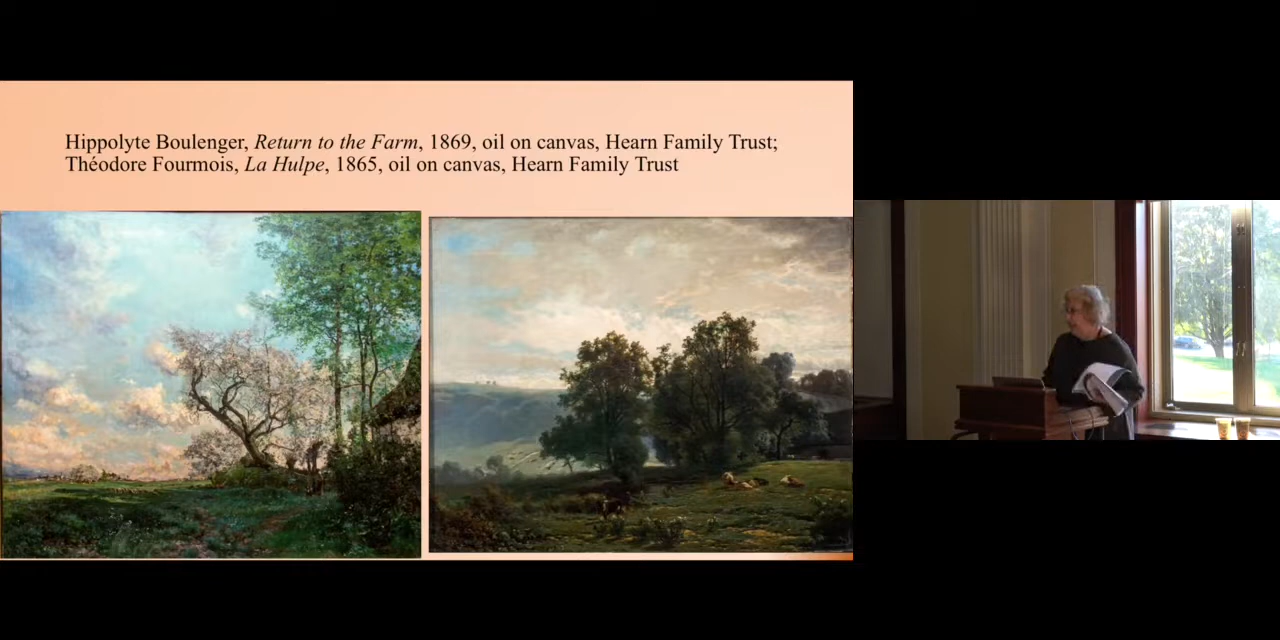 Hippolyte Boulenger, Return to the Farm, 1869, oil on canvas, Hearn Family Trust;
Théodore Fourmois, La Hulpe, 1865, oil on canvas, Hearn Family Trust